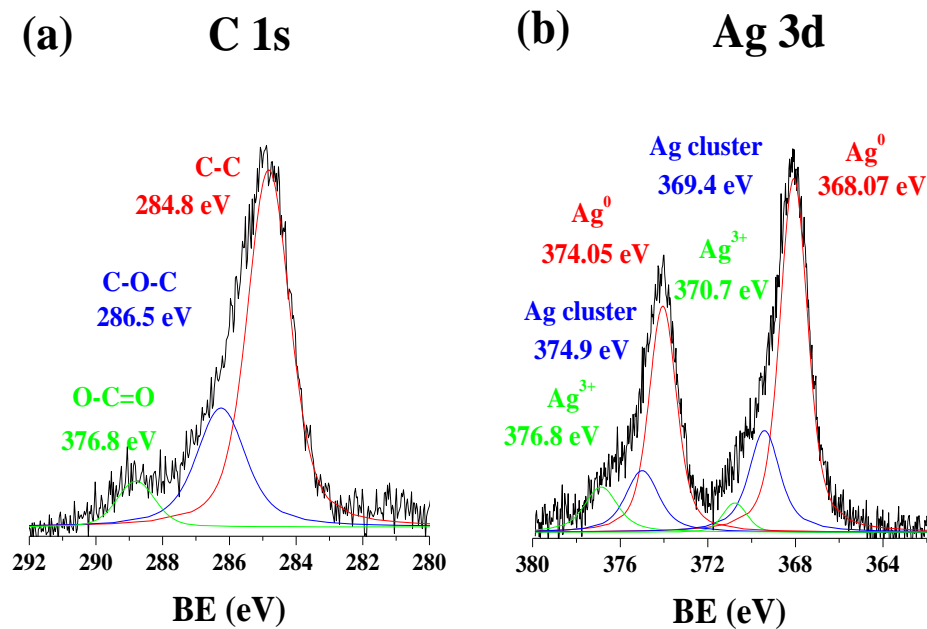 (a)
C 1s
C-C
284.8 eV
C-O-C
286.5 eV
O-C=O
376.8 eV
292 290 288 286 284 282 280
BE (eV)
(b)
Ag 3d
Ag cluster
369.4 eV
Ag⁰
368.07 eV
Ag⁰
374.05 eV
Ag³⁺
370.7 eV
Ag cluster
374.9 eV
Ag³⁺
376.8 eV
380 376 372 368 364
BE (eV)